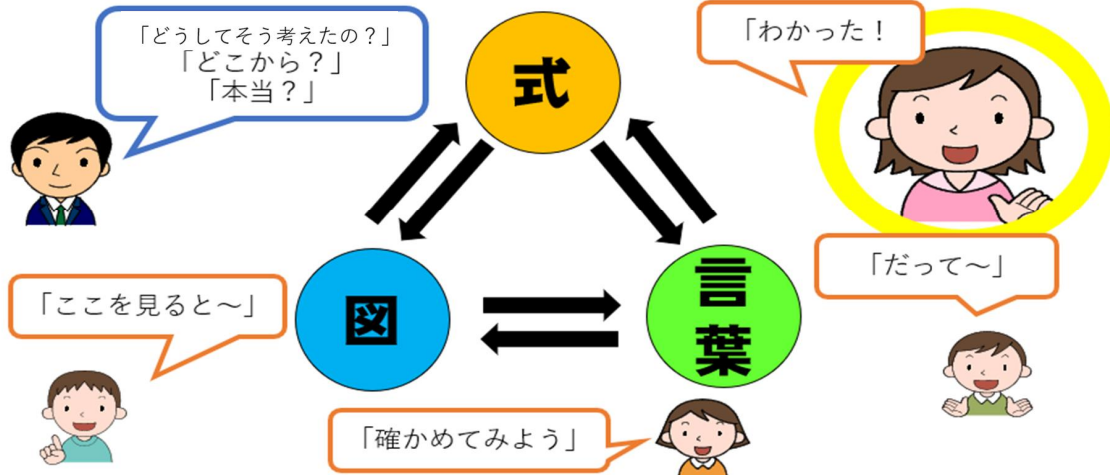 「どうしてそう考えたの？」
「どこから？」
「本当？」
式
「わかった！
「だって～」
「ここを見ると～」
図
言
葉
「確かめてみよう」